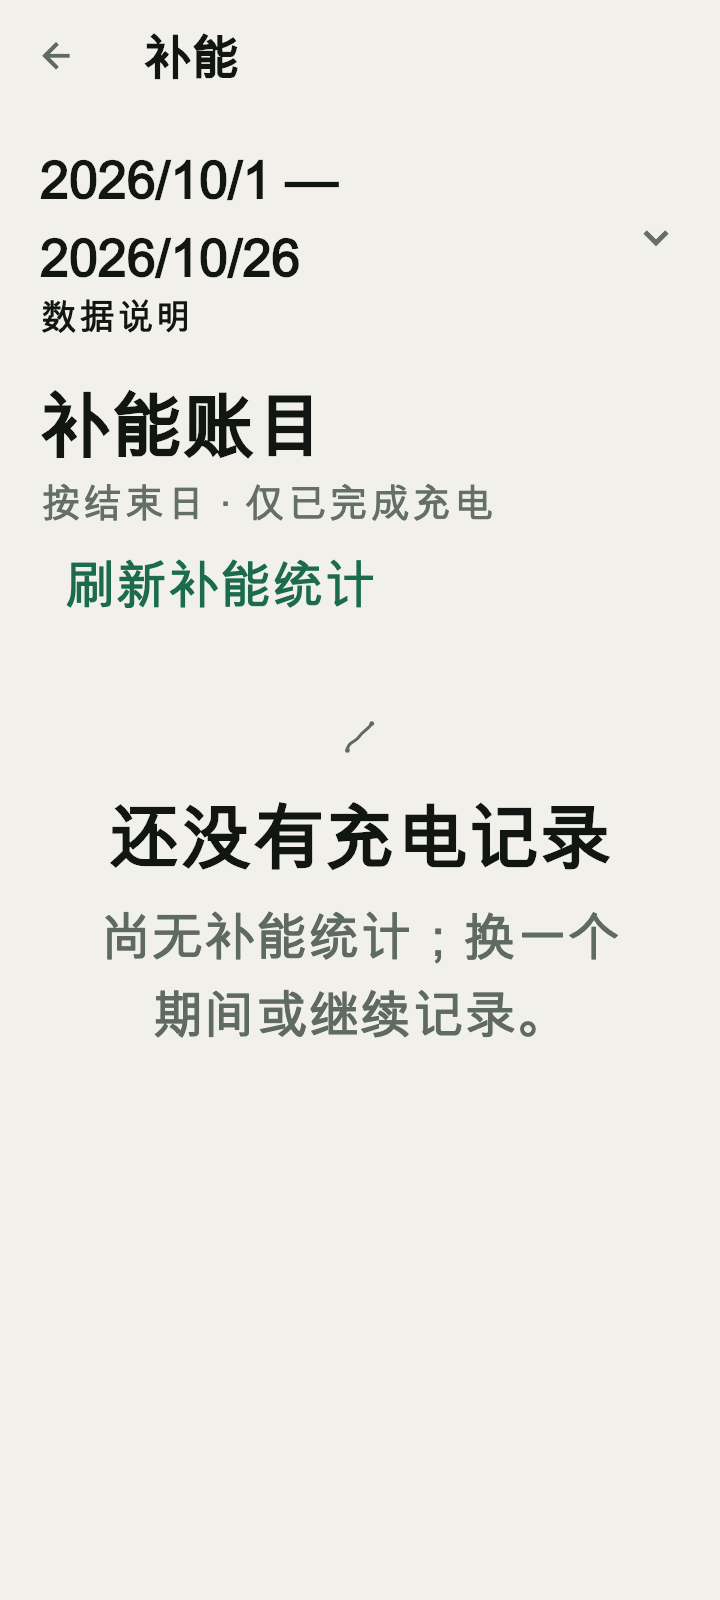 补能
2026/10/1 —
2026/10/26
数据说明
补能账目
按结束日 · 仅已完成充电
刷新补能统计
还没有充电记录
尚无补能统计；换一个
期间或继续记录。